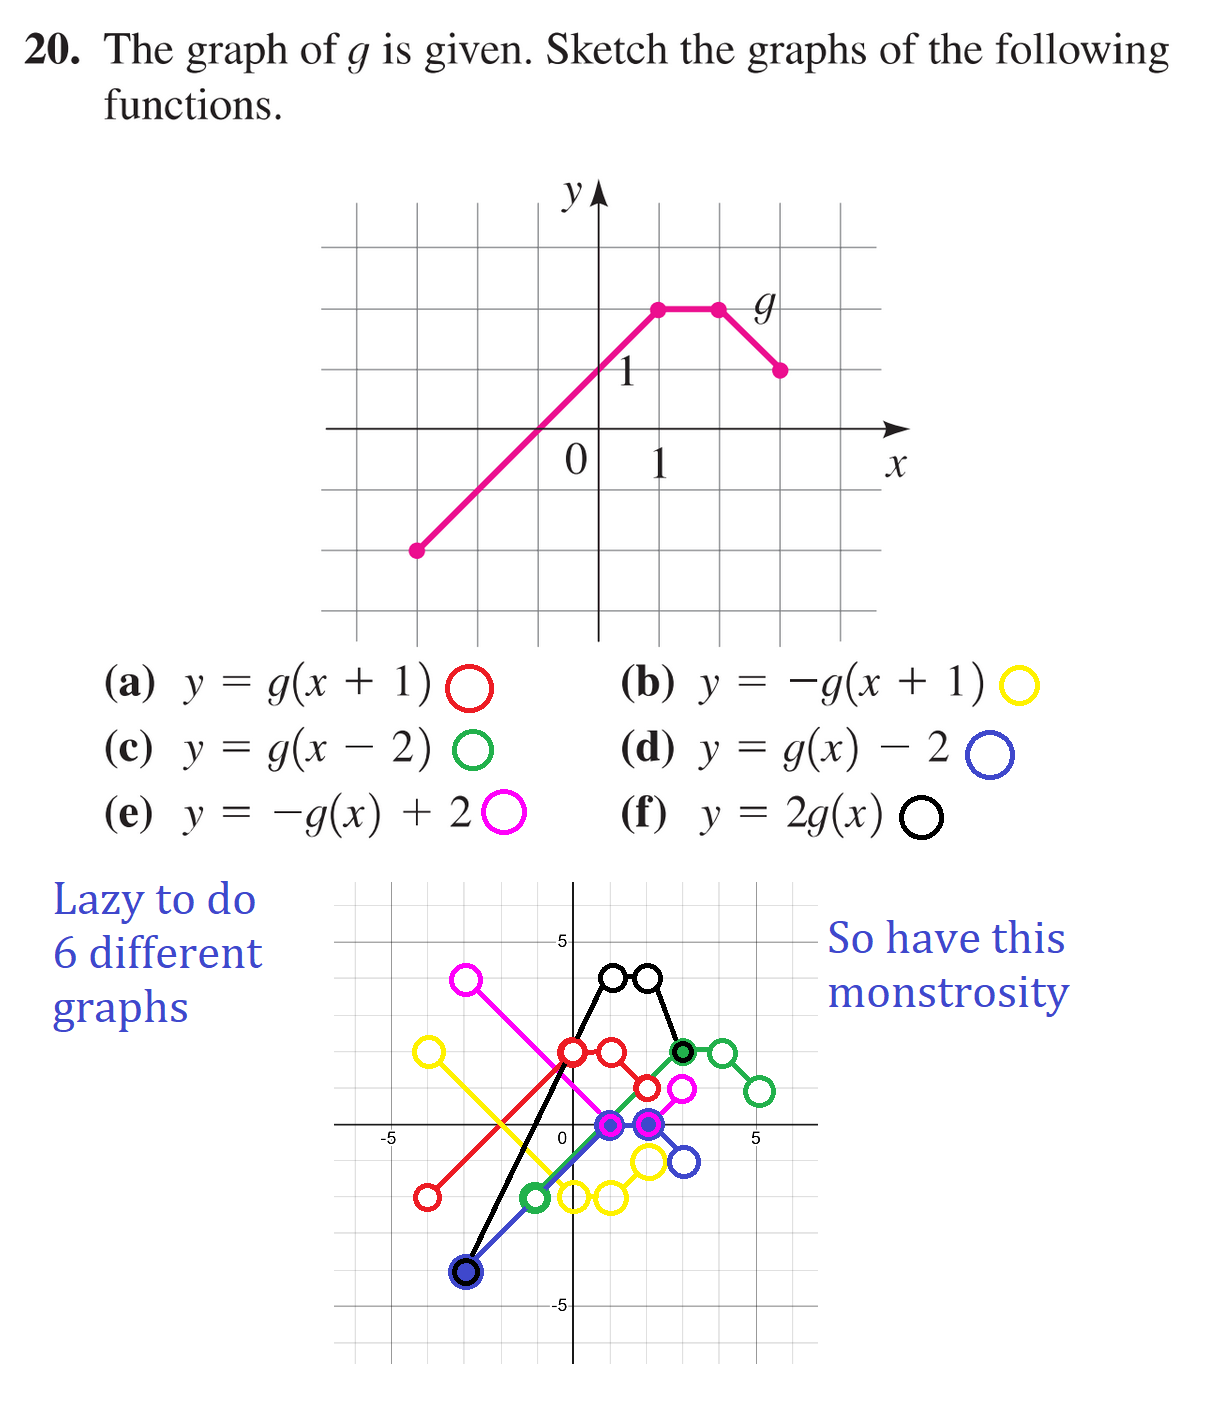 20. The graph of g is given. Sketch the graphs of the following
functions.
y
g
1
0
1
x
(a) y = g(x + 1)
(b) y = −g(x + 1)
(c) y = g(x − 2)
(d) y = g(x) − 2
(e) y = −g(x) + 2
(f) y = 2g(x)
Lazy to do
6 different
graphs
So have this
monstrosity
5
-5
0
5
-5